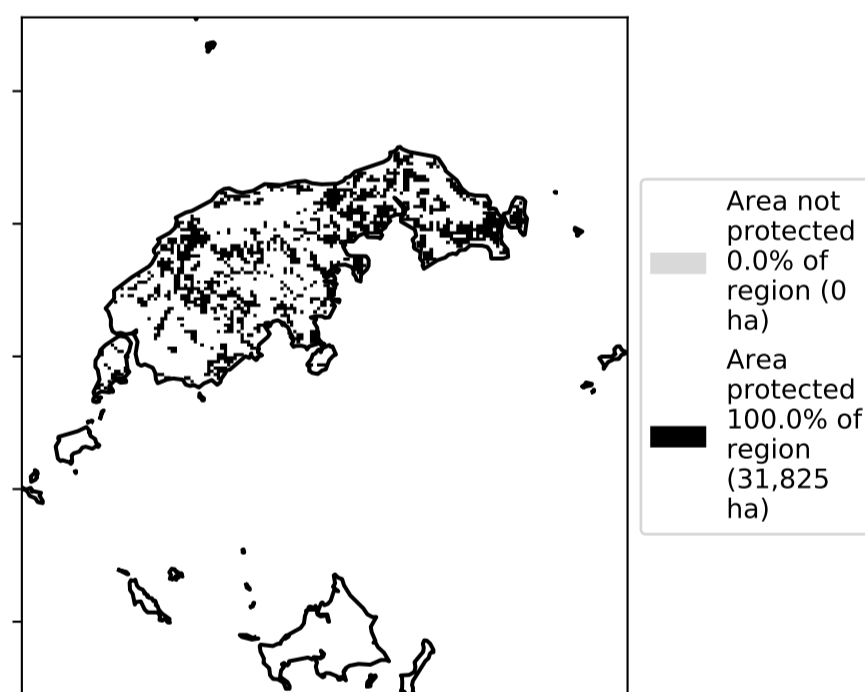 Area not
protected
0.0% of
region (0
ha)
Area
protected
100.0% of
region
(31,825
ha)